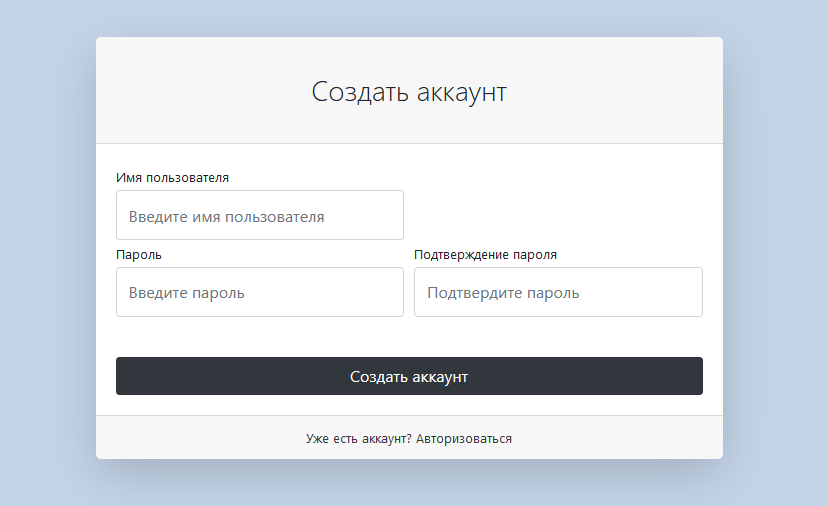 Создать аккаунт
Имя пользователя
Введите имя пользователя
Пароль
Подтверждение пароля
Введите пароль
Подтвердите пароль
Создать аккаунт
Уже есть аккаунт? Авторизоваться